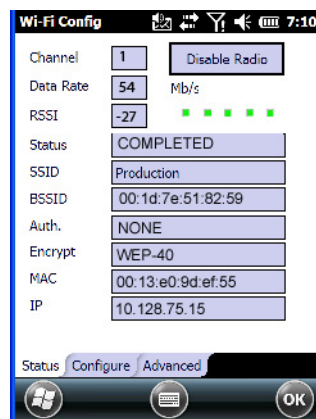 Wi-Fi Config 7:10
Channel 1 Disable Radio
Data Rate 54 Mb/s
RSSI -27
Status COMPLETED
SSID Production
BSSID 00:1d:7e:51:82:59
Auth. NONE
Encrypt WEP-40
MAC 00:13:e0:9d:ef:55
IP 10.128.75.15
Status Configure Advanced
OK